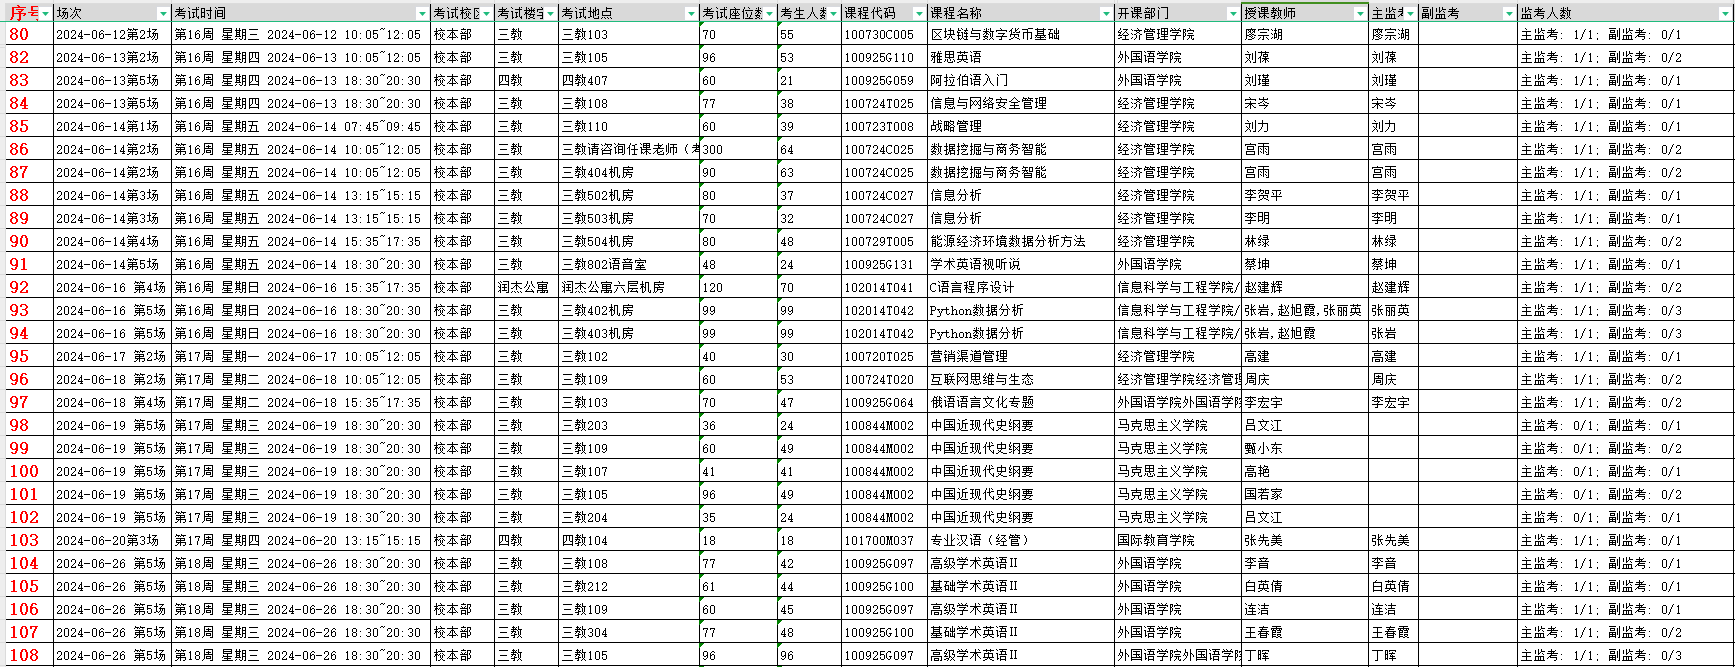 序号 场次 考试时间 考试校区 考试楼宇 考试地点 考试座位数 考生人数 课程代码 课程名称 开课部门 授课教师 主监考 副监考 监考人数
80 2024-06-12第2场 第16周 星期三 2024-06-12 10:05~12:05 校本部 三教 三教103 70 55 100730C005 区块链与数字货币基础 经济管理学院 廖宗湖 廖宗湖 主监考: 1/1; 副监考: 0/1
82 2024-06-13第2场 第16周 星期四 2024-06-13 10:05~12:05 校本部 三教 三教105 96 53 100925G110 雅思英语 外国语学院 刘葆 刘葆 主监考: 1/1; 副监考: 0/2
83 2024-06-13第5场 第16周 星期四 2024-06-13 18:30~20:30 校本部 四教 四教407 60 21 100925G059 阿拉伯语入门 外国语学院 刘瑾 刘瑾 主监考: 1/1; 副监考: 0/1
84 2024-06-13第5场 第16周 星期四 2024-06-13 18:30~20:30 校本部 三教 三教108 77 38 100724T025 信息与网络安全管理 经济管理学院 宋岑 宋岑 主监考: 1/1; 副监考: 0/1
85 2024-06-14第1场 第16周 星期五 2024-06-14 07:45~09:45 校本部 三教 三教110 60 39 100723T008 战略管理 经济管理学院 刘力 刘力 主监考: 1/1; 副监考: 0/1
86 2024-06-14第2场 第16周 星期五 2024-06-14 10:05~12:05 校本部 三教 三教请咨询任课老师（考 300 64 100724C025 数据挖掘与商务智能 经济管理学院 宫雨 宫雨 主监考: 1/1; 副监考: 0/2
87 2024-06-14第2场 第16周 星期五 2024-06-14 10:05~12:05 校本部 三教 三教404机房 90 63 100724C025 数据挖掘与商务智能 经济管理学院 宫雨 宫雨 主监考: 1/1; 副监考: 0/2
88 2024-06-14第3场 第16周 星期五 2024-06-14 13:15~15:15 校本部 三教 三教502机房 80 37 100724C027 信息分析 经济管理学院 李贺平 李贺平 主监考: 1/1; 副监考: 0/1
89 2024-06-14第3场 第16周 星期五 2024-06-14 13:15~15:15 校本部 三教 三教503机房 70 32 100724C027 信息分析 经济管理学院 李明 李明 主监考: 1/1; 副监考: 0/1
90 2024-06-14第4场 第16周 星期五 2024-06-14 15:35~17:35 校本部 三教 三教504机房 80 48 100729T005 能源经济环境数据分析方法 经济管理学院 林绿 林绿 主监考: 1/1; 副监考: 0/2
91 2024-06-14第5场 第16周 星期五 2024-06-14 18:30~20:30 校本部 三教 三教802语音室 48 24 100925G131 学术英语视听说 外国语学院 蔡坤 蔡坤 主监考: 1/1; 副监考: 0/1
92 2024-06-16 第4场 第16周 星期日 2024-06-16 15:35~17:35 校本部 润杰公寓 润杰公寓六层机房 120 70 102014T041 C语言程序设计 信息科学与工程学院/ 赵建辉 赵建辉 主监考: 1/1; 副监考: 0/2
93 2024-06-16 第5场 第16周 星期日 2024-06-16 18:30~20:30 校本部 三教 三教402机房 99 99 102014T042 Python数据分析 信息科学与工程学院/ 张岩,赵旭霞,张丽英 张丽英 主监考: 1/1; 副监考: 0/3
94 2024-06-16 第5场 第16周 星期日 2024-06-16 18:30~20:30 校本部 三教 三教403机房 99 99 102014T042 Python数据分析 信息科学与工程学院/ 张岩,赵旭霞 张岩 主监考: 1/1; 副监考: 0/3
95 2024-06-17 第2场 第17周 星期一 2024-06-17 10:05~12:05 校本部 三教 三教102 40 30 100720T025 营销渠道管理 经济管理学院 高建 高建 主监考: 1/1; 副监考: 0/1
96 2024-06-18 第2场 第17周 星期二 2024-06-18 10:05~12:05 校本部 三教 三教109 60 53 100724T020 互联网思维与生态 经济管理学院经济管理 周庆 周庆 主监考: 1/1; 副监考: 0/2
97 2024-06-18 第4场 第17周 星期二 2024-06-18 15:35~17:35 校本部 三教 三教103 70 47 100925G064 俄语语言文化专题 外国语学院外国语学院 李宏宇 李宏宇 主监考: 1/1; 副监考: 0/2
98 2024-06-19 第5场 第17周 星期三 2024-06-19 18:30~20:30 校本部 三教 三教203 36 24 100844M002 中国近现代史纲要 马克思主义学院 吕文江 主监考: 0/1; 副监考: 0/1
99 2024-06-19 第5场 第17周 星期三 2024-06-19 18:30~20:30 校本部 三教 三教109 60 49 100844M002 中国近现代史纲要 马克思主义学院 甄小东 主监考: 0/1; 副监考: 0/2
100 2024-06-19 第5场 第17周 星期三 2024-06-19 18:30~20:30 校本部 三教 三教107 41 41 100844M002 中国近现代史纲要 马克思主义学院 高艳 主监考: 0/1; 副监考: 0/1
101 2024-06-19 第5场 第17周 星期三 2024-06-19 18:30~20:30 校本部 三教 三教105 96 49 100844M002 中国近现代史纲要 马克思主义学院 国若家 主监考: 0/1; 副监考: 0/2
102 2024-06-19 第5场 第17周 星期三 2024-06-19 18:30~20:30 校本部 三教 三教204 35 24 100844M002 中国近现代史纲要 马克思主义学院 吕文江 主监考: 0/1; 副监考: 0/1
103 2024-06-20第3场 第17周 星期四 2024-06-20 13:15~15:15 校本部 四教 四教104 18 18 101700M037 专业汉语（经管） 国际教育学院 张先美 张先美 主监考: 1/1; 副监考: 0/1
104 2024-06-26 第5场 第18周 星期三 2024-06-26 18:30~20:30 校本部 三教 三教108 77 42 100925G097 高级学术英语Ⅱ 外国语学院 李音 李音 主监考: 1/1; 副监考: 0/1
105 2024-06-26 第5场 第18周 星期三 2024-06-26 18:30~20:30 校本部 三教 三教212 61 44 100925G100 基础学术英语Ⅱ 外国语学院 白英倩 白英倩 主监考: 1/1; 副监考: 0/1
106 2024-06-26 第5场 第18周 星期三 2024-06-26 18:30~20:30 校本部 三教 三教109 60 45 100925G097 高级学术英语Ⅱ 外国语学院 连洁 连洁 主监考: 1/1; 副监考: 0/1
107 2024-06-26 第5场 第18周 星期三 2024-06-26 18:30~20:30 校本部 三教 三教304 77 48 100925G100 基础学术英语Ⅱ 外国语学院 王春霞 王春霞 主监考: 1/1; 副监考: 0/2
108 2024-06-26 第5场 第18周 星期三 2024-06-26 18:30~20:30 校本部 三教 三教105 96 96 100925G097 高级学术英语Ⅱ 外国语学院外国语学院 丁晖 丁晖 主监考: 1/1; 副监考: 0/3